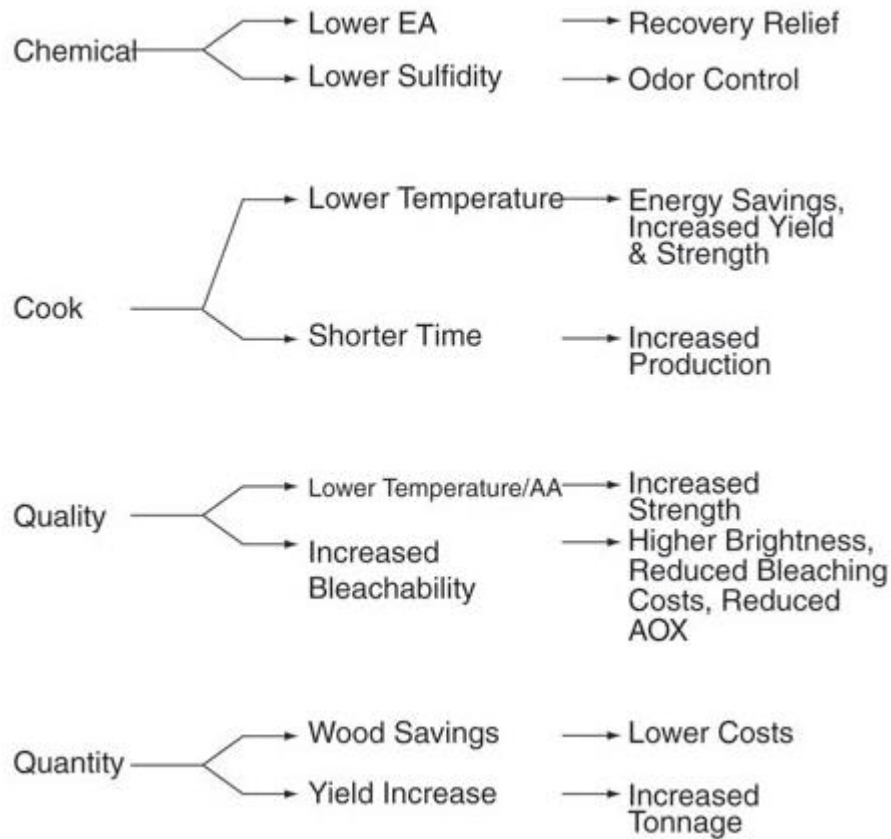 Chemical
Lower EA
Recovery Relief
Lower Sulfidity
Odor Control
Cook
Lower Temperature
Energy Savings,
Increased Yield
& Strength
Shorter Time
Increased
Production
Quality
Lower Temperature/AA
Increased
Strength
Increased
Bleachability
Higher Brightness,
Reduced Bleaching
Costs, Reduced
AOX
Quantity
Wood Savings
Lower Costs
Yield Increase
Increased
Tonnage